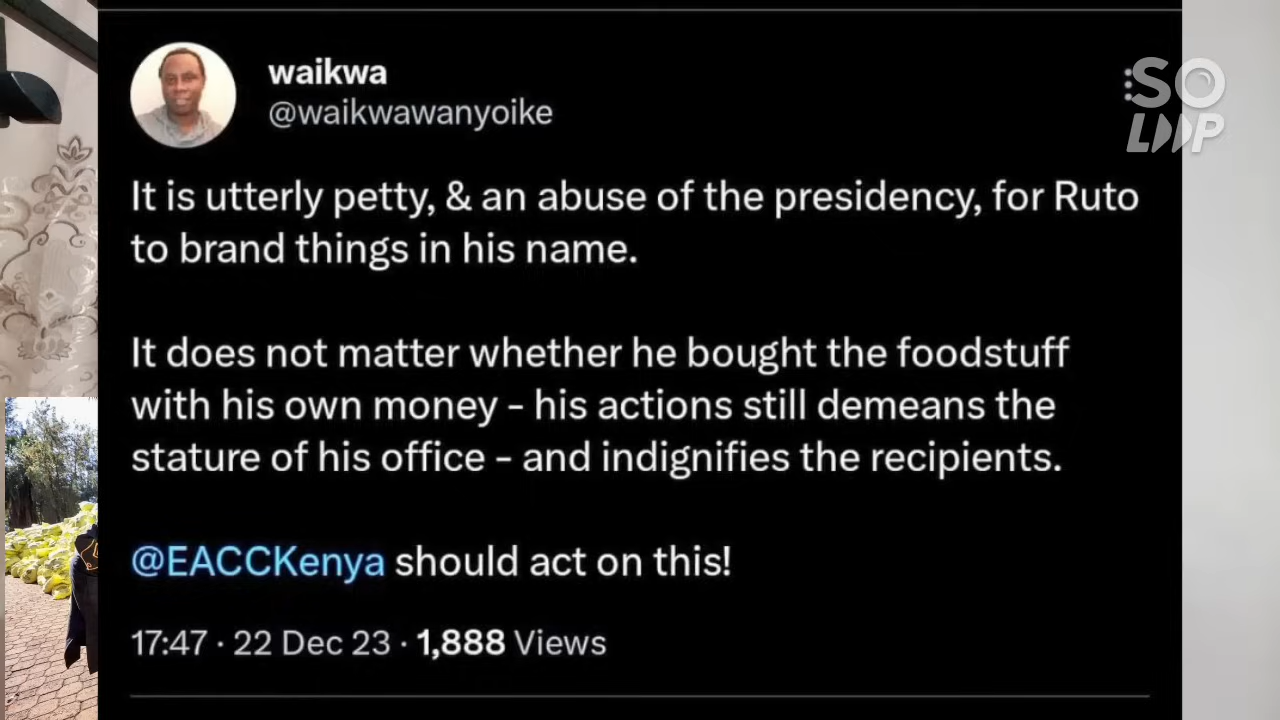 waikwa
@waikwawanyoike
SO
LOOP
It is utterly petty, & an abuse of the presidency, for Ruto
to brand things in his name.
It does not matter whether he bought the foodstuff
with his own money - his actions still demeans the
stature of his office - and indignifies the recipients.
@EACCKenya should act on this!
17:47 · 22 Dec 23 · 1,888 Views